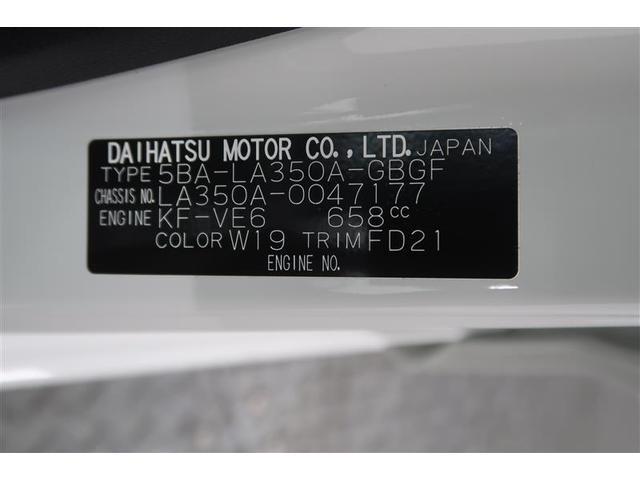 DAIHATSU MOTOR CO.,LTD. JAPAN
TYPE 5BA-LA350A-GBGF
CHASSIS NO. LA350A-0047177
ENGINE KF-VE6 658cc
COLOR W19 TRIM FD21
ENGINE NO.